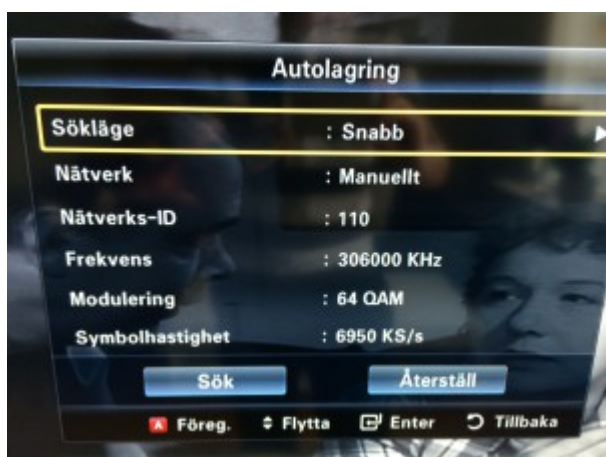 Autolagring
Sökläge : Snabb
Nätverk : Manuellt
Nätverks-ID : 110
Frekvens : 306000 KHz
Modulering : 64 QAM
Symbolhastighet : 6950 KS/s
Sök Återställ
A Föreg. Flytta Enter Tillbaka